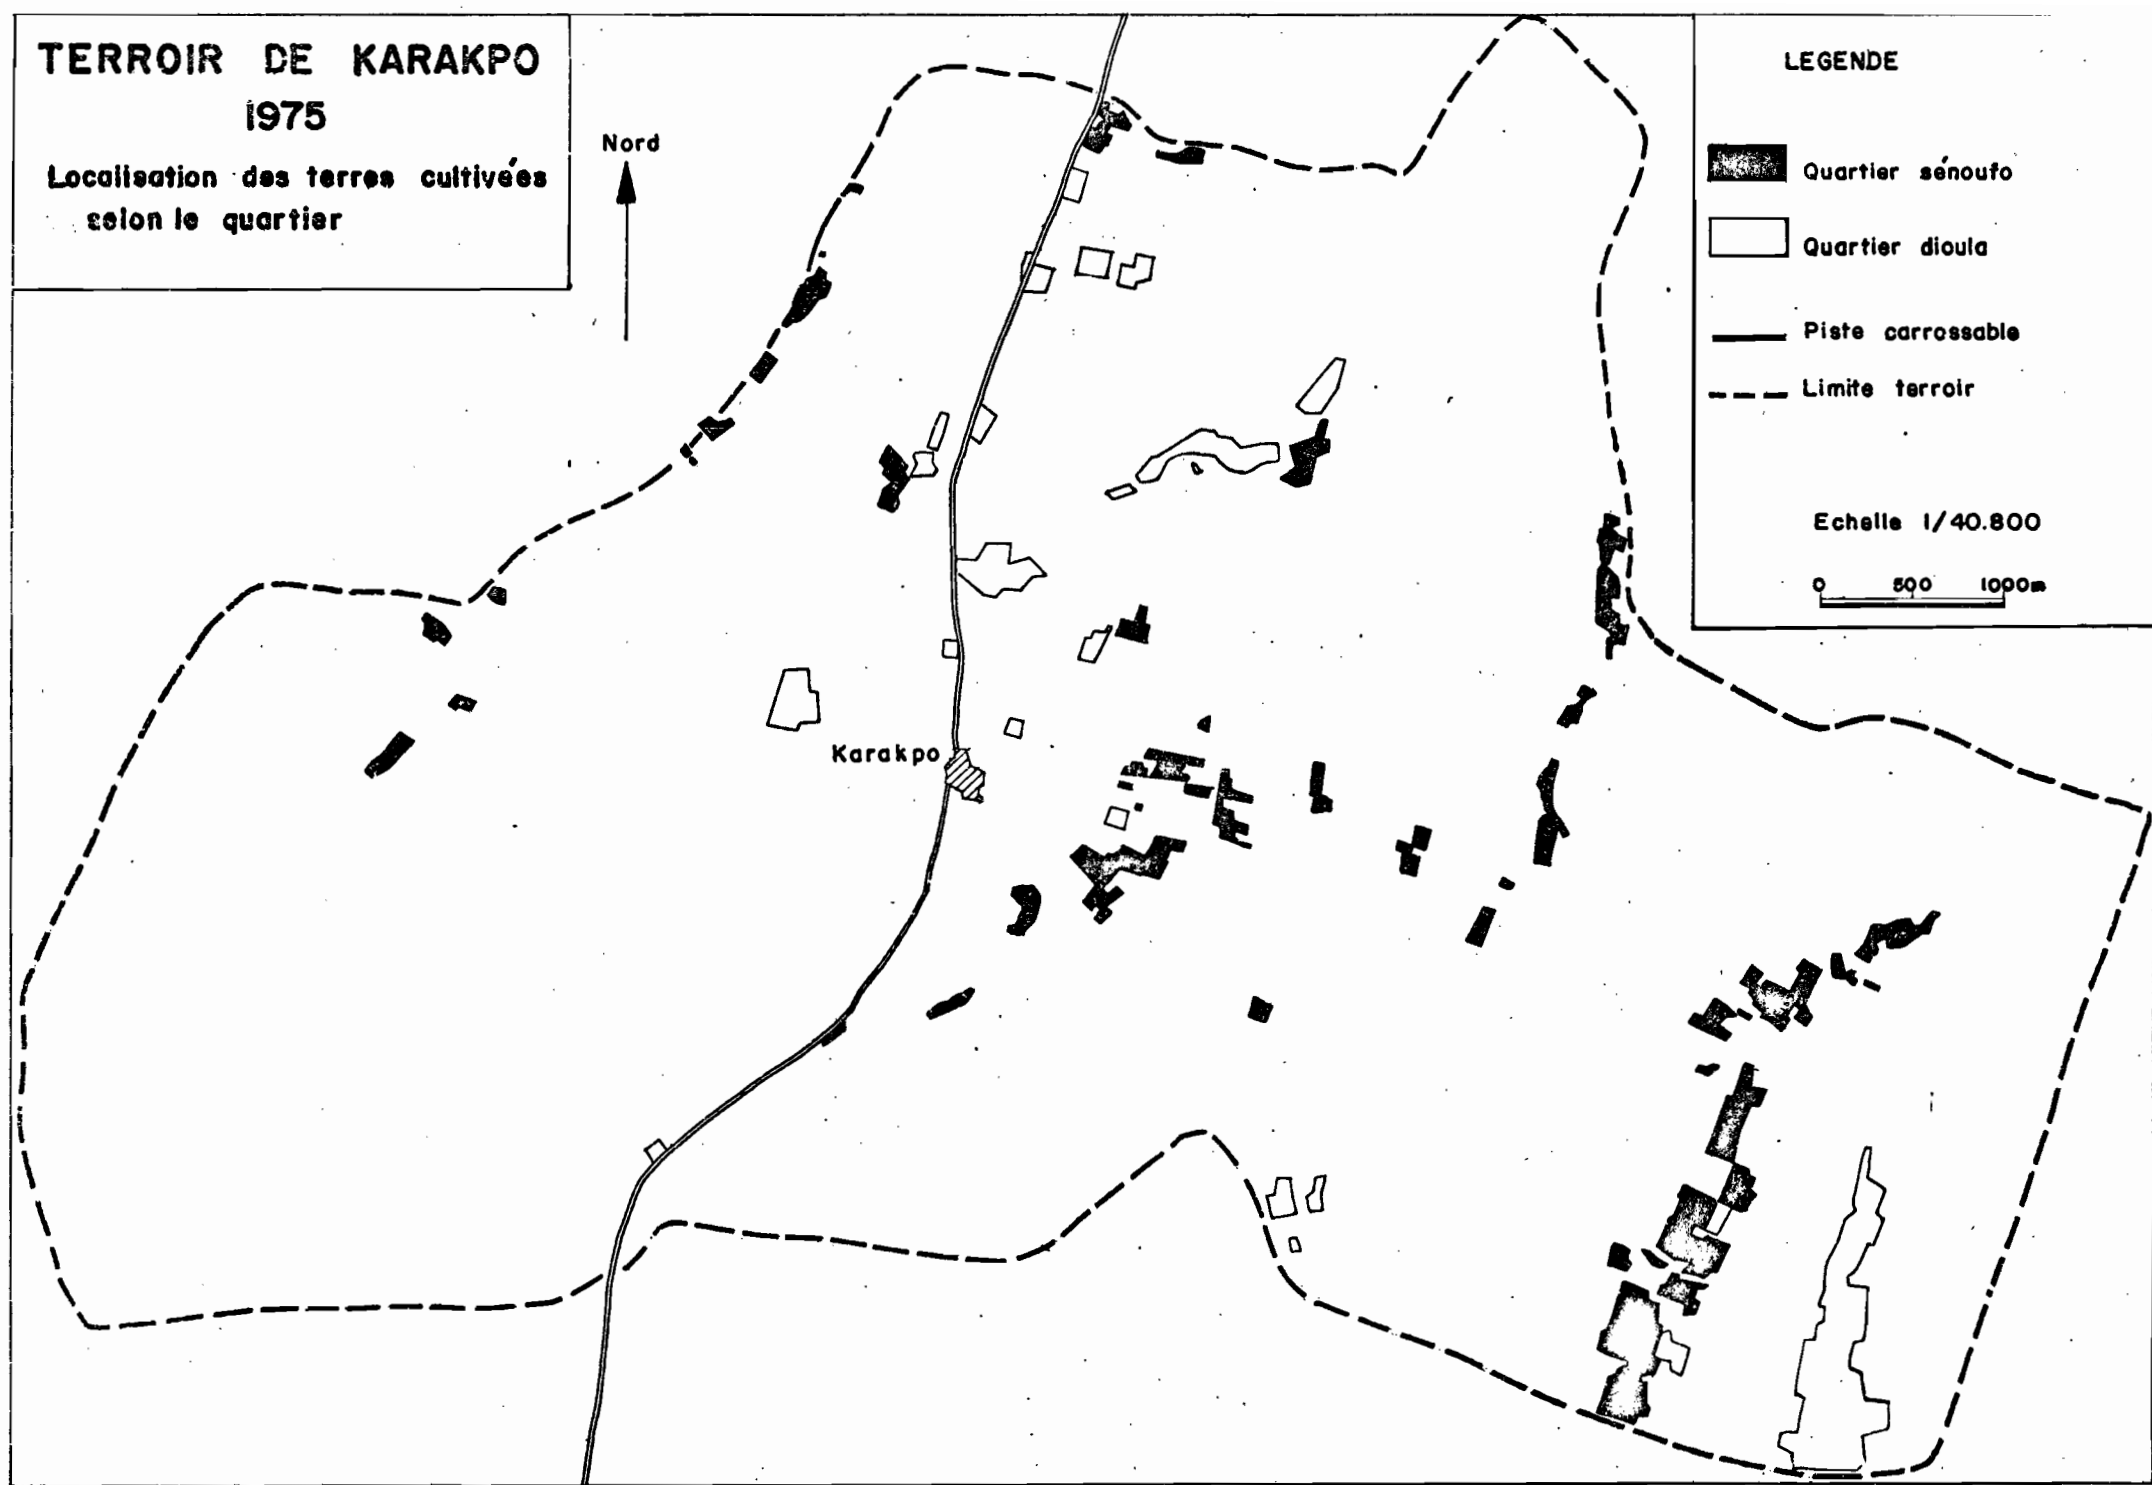 TERROIR DE KARAKPO
1975
Localisation des terres cultivées
selon le quartier
Nord
Karakpo
LEGENDE
Quartier sénoufo
Quartier dioula
Piste carrossable
Limite terroir
Echelle 1/40.800
0 500 1000m